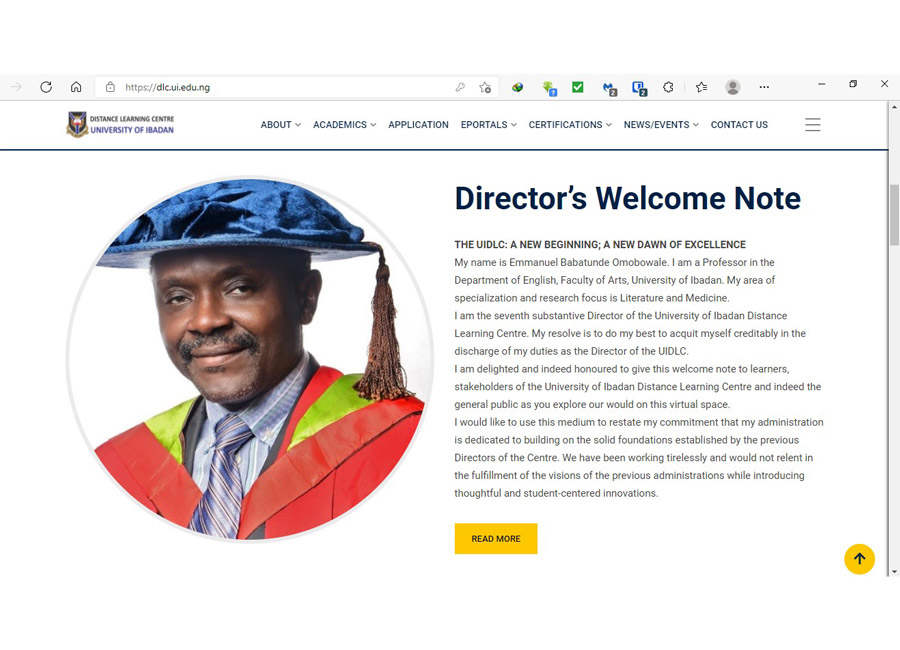 https://dlc.ui.edu.ng
2
2
DISTANCE LEARNING CENTRE
UNIVERSITY OF IBADAN
ABOUT ACADEMICS APPLICATION EPORTALS CERTIFICATIONS NEWS/EVENTS CONTACT US
Director's Welcome Note
THE UIDLC: A NEW BEGINNING; A NEW DAWN OF EXCELLENCE
My name is Emmanuel Babatunde Omobowale. I am a Professor in the
Department of English, Faculty of Arts, University of Ibadan. My area of
specialization and research focus is Literature and Medicine.
I am the seventh substantive Director of the University of Ibadan Distance
Learning Centre. My resolve is to do my best to acquit myself creditably in the
discharge of my duties as the Director of the UIDLC.
I am delighted and indeed honoured to give this welcome note to learners,
stakeholders of the University of Ibadan Distance Learning Centre and indeed the
general public as you explore our would on this virtual space.
I would like to use this medium to restate my commitment that my administration
is dedicated to building on the solid foundations established by the previous
Directors of the Centre. We have been working tirelessly and would not relent in
the fulfillment of the visions of the previous administrations while introducing
thoughtful and student-centered innovations.
READ MORE